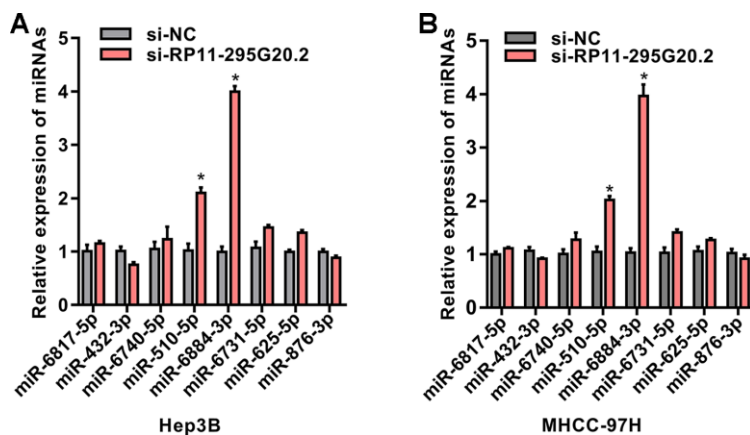 A
si-NC
si-RP11-295G20.2
Relative expression of miRNAs
5
4
3
2
1
0
*
*
miR-6817-5p
miR-432-3p
miR-6740-5p
miR-510-5p
miR-6884-3p
miR-6731-5p
miR-625-5p
miR-876-3p
Hep3B
B
si-NC
si-RP11-295G20.2
Relative expression of miRNAs
5
4
3
2
1
0
*
*
miR-6817-5p
miR-432-3p
miR-6740-5p
miR-510-5p
miR-6884-3p
miR-6731-5p
miR-625-5p
miR-876-3p
MHCC-97H